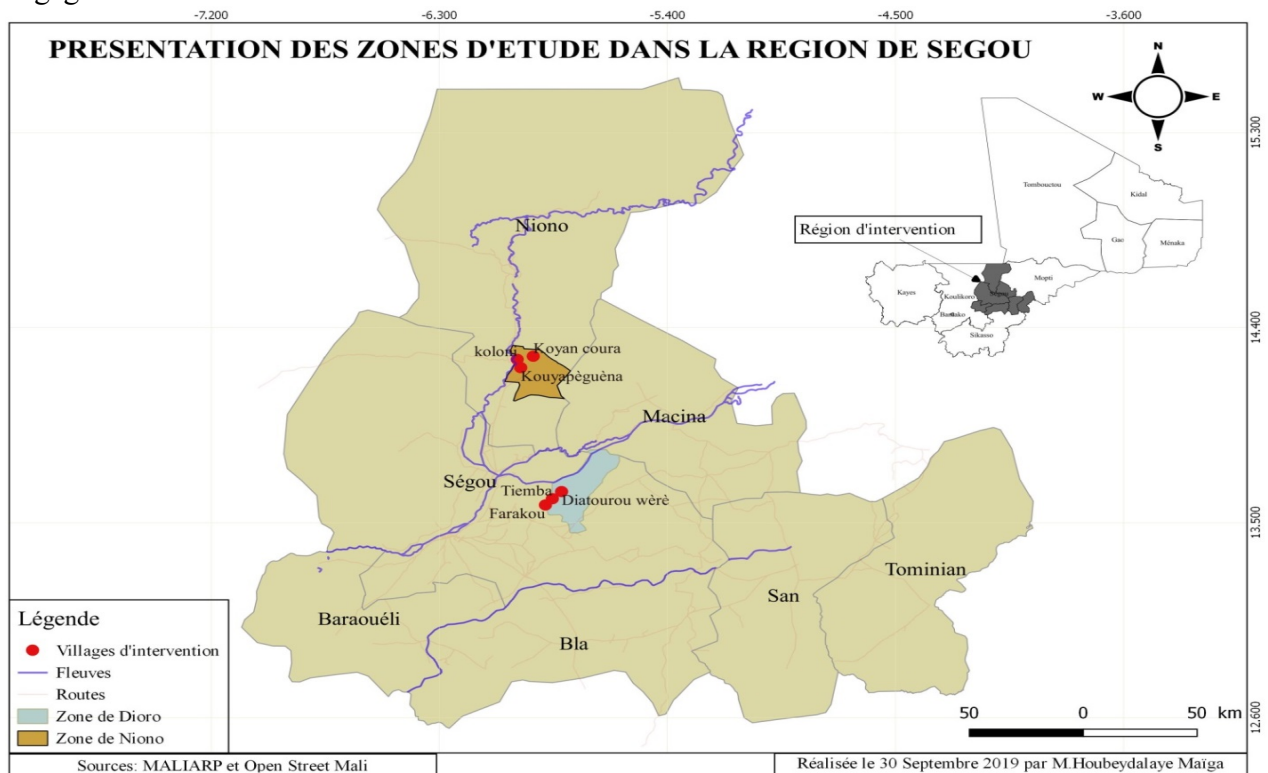 -7.200 -6.300 -5.400 -4.500 -3.600
PRESENTATION DES ZONES D'ETUDE DANS LA REGION DE SEGOU
N
W E
S
15.300
14.400
13.500
12.600
Tombouctou
Kidal
Gao
Ménaka
Région d'intervention
Mopti
Kayes
Koulikoro
Ségou
Bamako
Sikasso
Niono
koloni
Koyan coura
Kouyapèguèna
Macina
Ségou
Tiemba
Diatourou wèrè
Farakou
Tominian
San
Baraouéli
Bla
Légende
Villages d'intervention
Fleuves
Routes
Zone de Dioro
Zone de Niono
50 0 50 km
Sources: MALIARP et Open Street Mali
Réalisée le 30 Septembre 2019 par M.Houbeydalaye Maïga